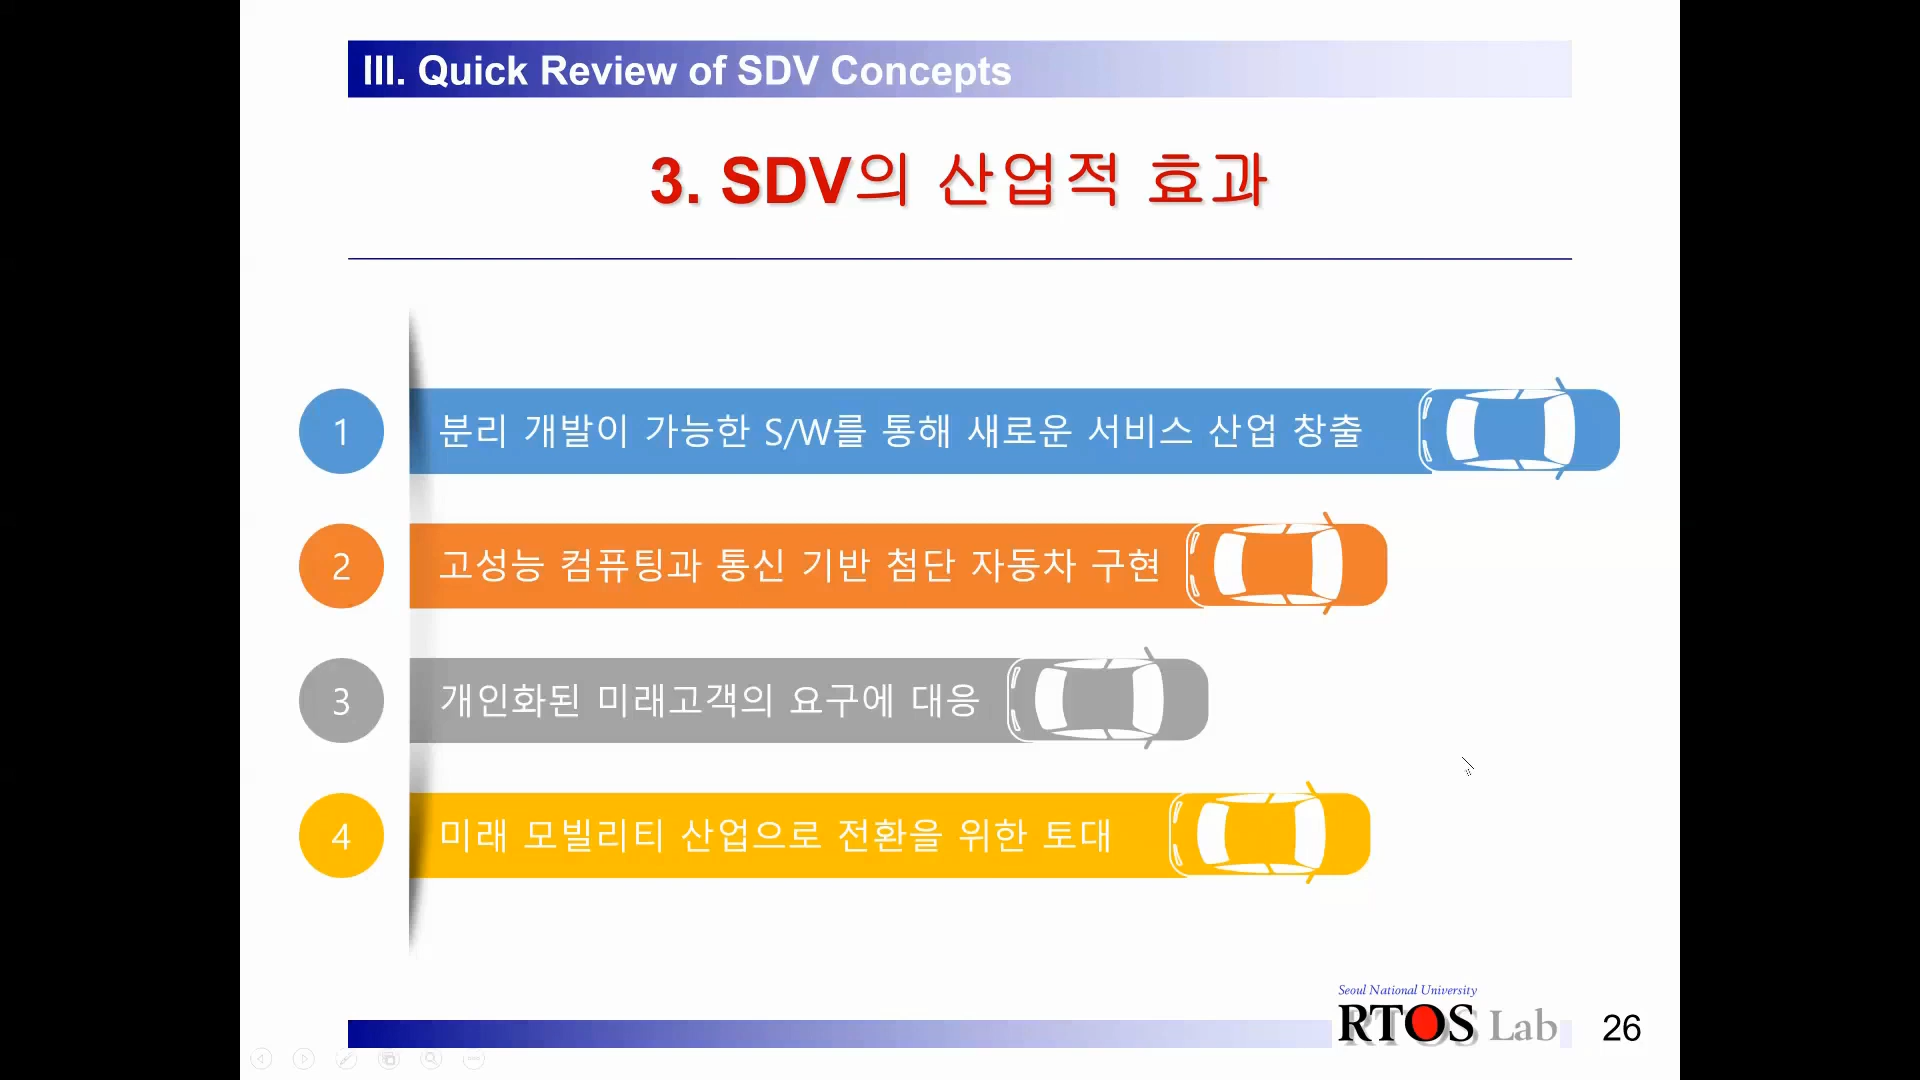 III. Quick Review of SDV Concepts
3. SDV의 산업적 효과
1
분리 개발이 가능한 S/W를 통해 새로운 서비스 산업 창출
2
고성능 컴퓨팅과 통신 기반 첨단 자동차 구현
3
개인화된 미래고객의 요구에 대응
4
미래 모빌리티 산업으로 전환을 위한 토대
Seoul National University
RTOS Lab
26